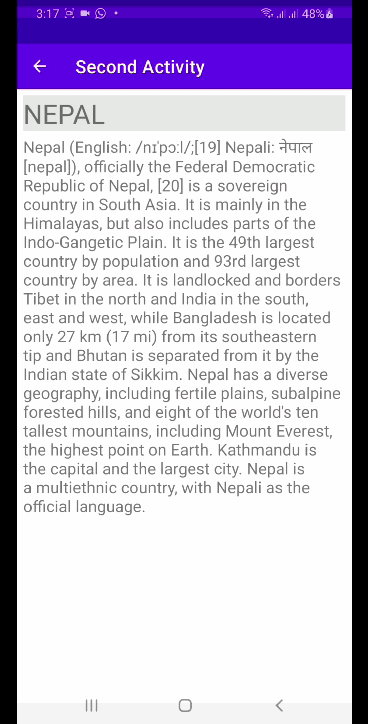 3:17
48%
Second Activity
NEPAL
Nepal (English: /nɪˈpɔːl/;[19] Nepali: नेपाल
[nepal]), officially the Federal Democratic
Republic of Nepal, [20] is a sovereign
country in South Asia. It is mainly in the
Himalayas, but also includes parts of the
Indo-Gangetic Plain. It is the 49th largest
country by population and 93rd largest
country by area. It is landlocked and borders
Tibet in the north and India in the south,
east and west, while Bangladesh is located
only 27 km (17 mi) from its southeastern
tip and Bhutan is separated from it by the
Indian state of Sikkim. Nepal has a diverse
geography, including fertile plains, subalpine
forested hills, and eight of the world's ten
tallest mountains, including Mount Everest,
the highest point on Earth. Kathmandu is
the capital and the largest city. Nepal is
a multiethnic country, with Nepali as the
official language.